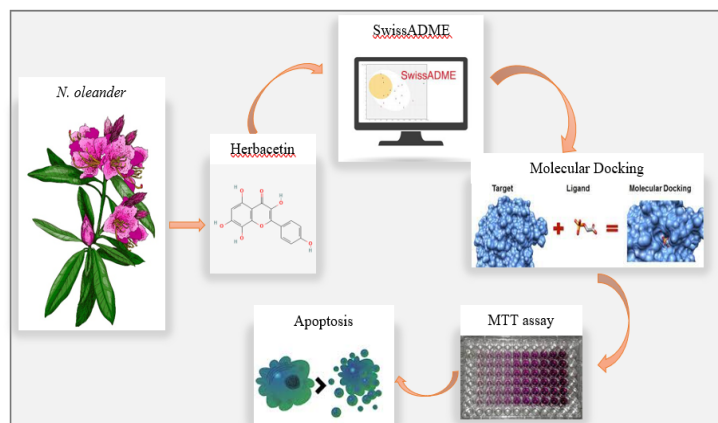 SwissADME
SwissADME
N. oleander
Herbacetin
Molecular Docking
Target
Ligand
Molecular Docking
Apoptosis
MTT assay